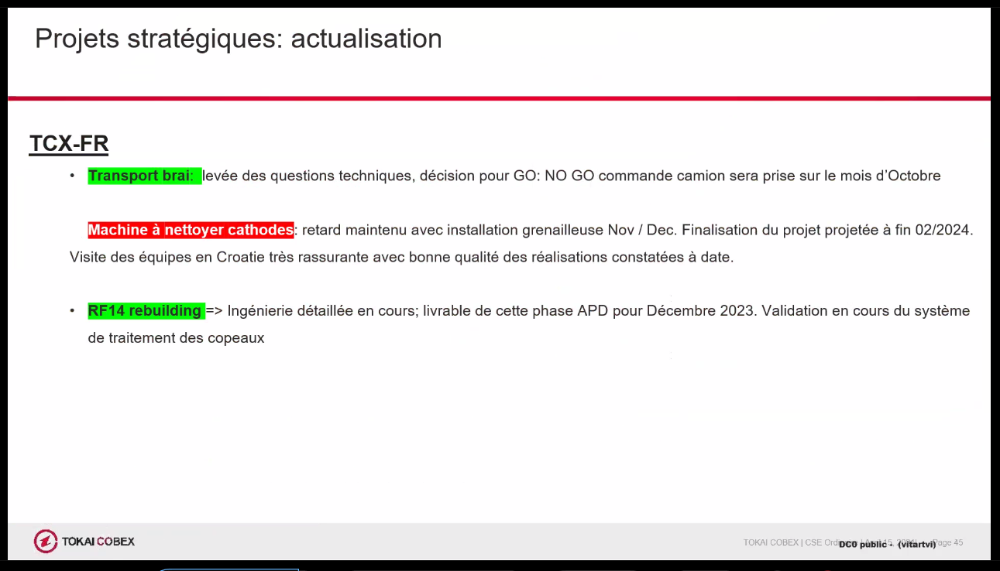 Projets stratégiques: actualisation
TCX-FR
• Transport brai: levée des questions techniques, décision pour GO: NO GO commande camion sera prise sur le mois d’Octobre
Machine à nettoyer cathodes: retard maintenu avec installation grenailleuse Nov / Dec. Finalisation du projet projetée à fin 02/2024.
Visite des équipes en Croatie très rassurante avec bonne qualité des réalisations constatées à date.
• RF14 rebuilding => Ingénierie détaillée en cours; livrable de cette phase APD pour Décembre 2023. Validation en cours du système
de traitement des copeaux
TOKAI COBEX
TOKAI COBEX | CSE Page 45
DC0 public - (vitartvi)